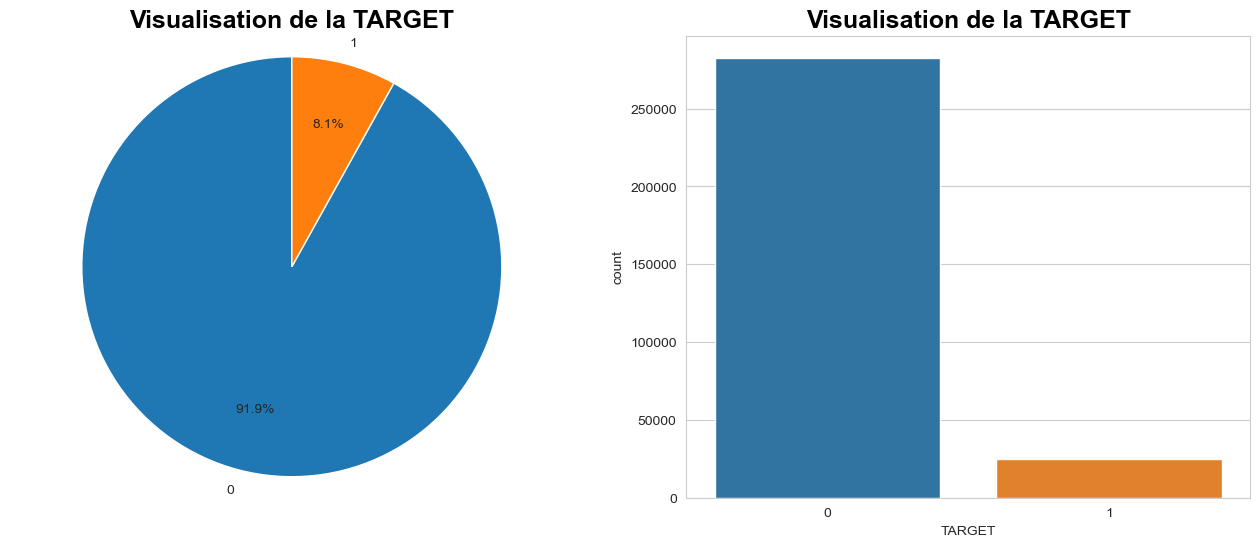 Visualisation de la TARGET
1
8.1%
91.9%
0
Visualisation de la TARGET
250000
200000
150000
100000
50000
0
count
0 1
TARGET